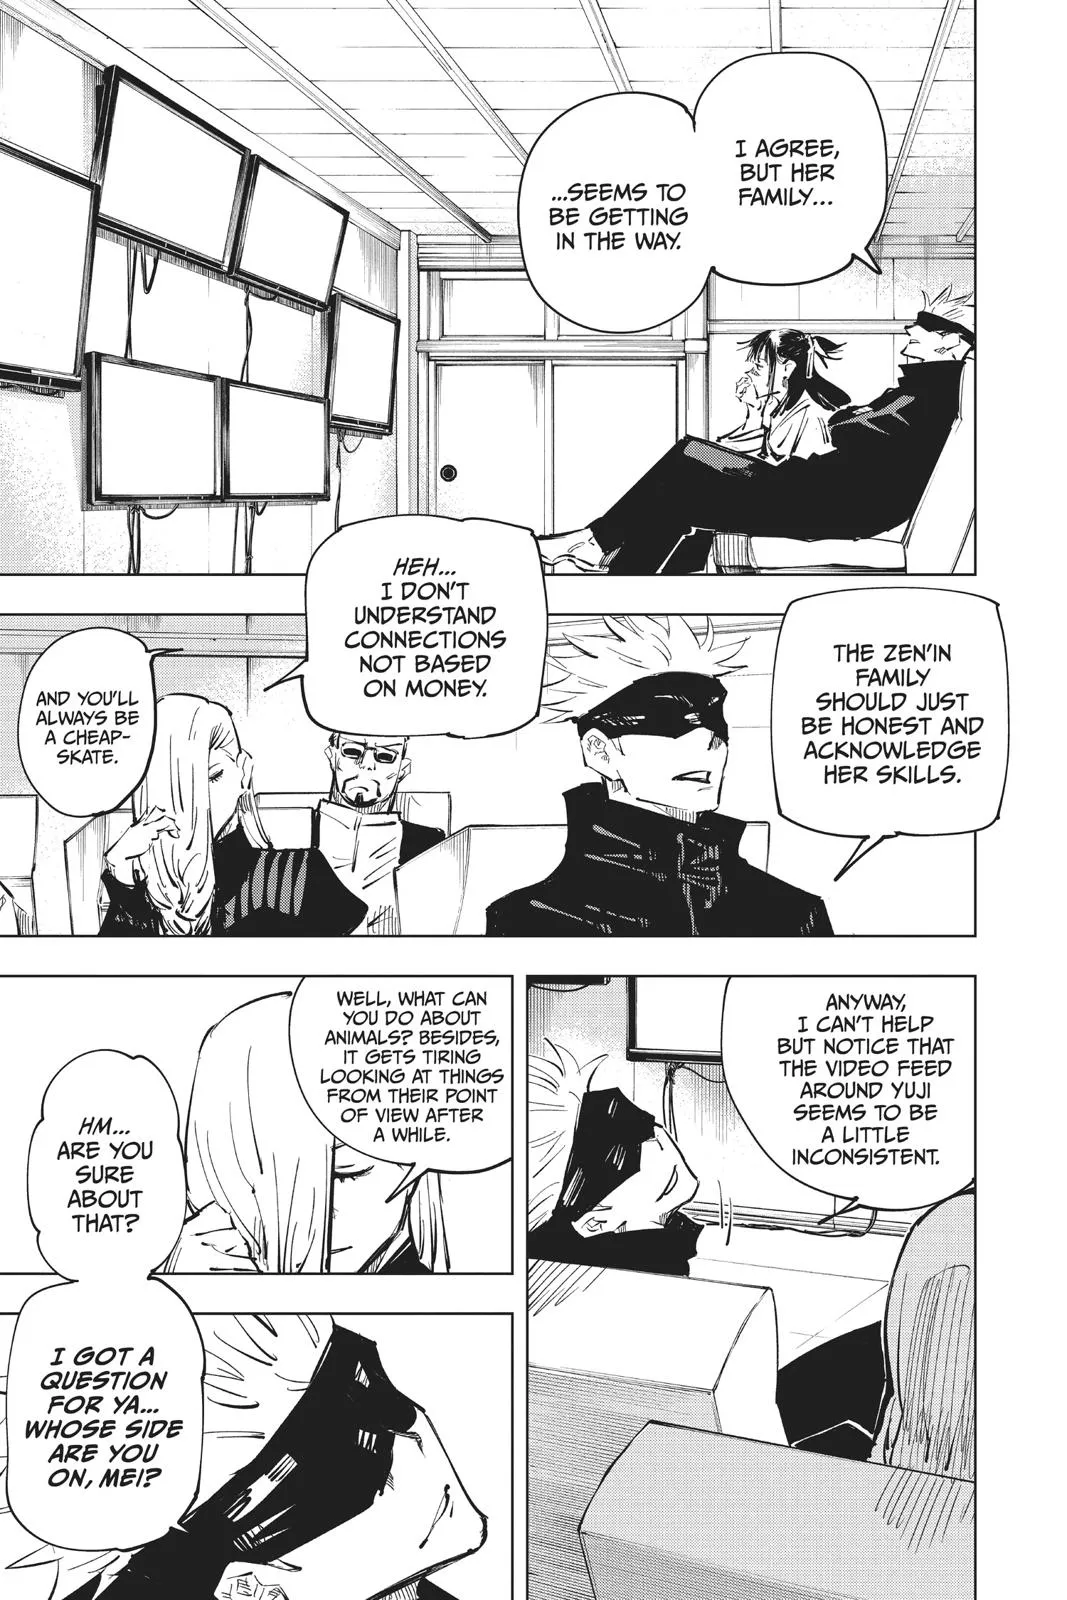 I AGREE,
BUT HER
FAMILY...
...SEEMS TO
BE GETTING
IN THE WAY.
THE ZEN'IN
FAMILY
SHOULD JUST
BE HONEST AND
ACKNOWLEDGE
HER SKILLS.
HEH...
I DON'T
UNDERSTAND
CONNECTIONS
NOT BASED
ON MONEY.
AND YOU'LL
ALWAYS BE
A CHEAP-
SKATE.
ANYWAY,
I CAN'T HELP
BUT NOTICE THAT
THE VIDEO FEED
AROUND YUJI
SEEMS TO BE
A LITTLE
INCONSISTENT.
WELL, WHAT CAN
YOU DO ABOUT
ANIMALS? BESIDES,
IT GETS TIRING
LOOKING AT THINGS
FROM THEIR POINT
OF VIEW AFTER
A WHILE.
HM...
ARE YOU
SURE
ABOUT
THAT?
I GOT A
QUESTION
FOR YA...
WHOSE SIDE
ARE YOU
ON, MEI?